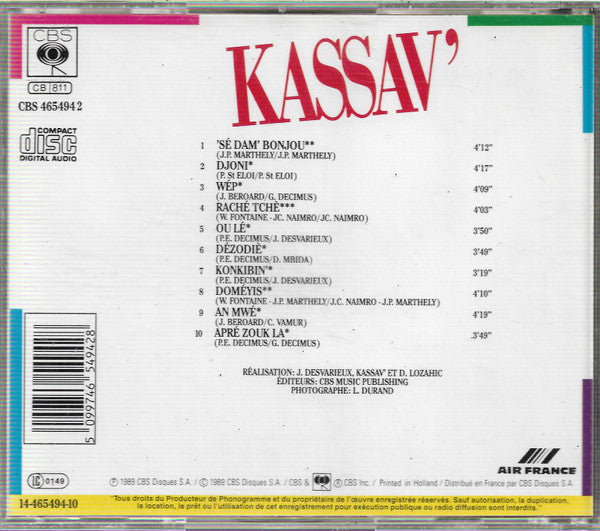 CBS
CB 811
CBS 465494 2
COMPACT
disc
DIGITAL AUDIO
KASSAV'
1 'SÉ DAM' BONJOU** 4'12"
(J.P. MARTHELY/J.P. MARTHELY)
2 DJONI* 4'17"
(P. St ELOI/P. St ELOI)
3 WÉP* 4'09"
(J. BEROARD/G. DECIMUS)
4 RACHÉ TCHÈ*** 4'03"
(W. FONTAINE - JC. NAIMRO/JC. NAIMRO)
5 OU LÉ* 3'50"
(P.E. DECIMUS/J. DESVARIEUX)
6 DÉZODIÈ* 3'49"
(P.E. DECIMUS/D. MBIDA)
7 KONKIBIN'* 3'19"
(P.E. DECIMUS/J. DESVARIEUX)
8 DOMÉYIS** 4'10"
(W. FONTAINE - J.P. MARTHELY/J.C. NAIMRO - J.P. MARTHELY)
9 AN MWÉ* 4'19"
(J. BEROARD/C. VAMUR)
10 APRÉ ZOUK LA* 3'49"
(P.E. DECIMUS/G. DECIMUS)
RÉALISATION: J. DESVARIEUX, KASSAV' ET D. LOZAHIC
ÉDITEURS: CBS MUSIC PUBLISHING
PHOTOGRAPHE: L. DURAND
5 099746 549428
AIR FRANCE
LC 0149
℗ 1989 CBS Disques S.A. / © 1989 CBS Disques S.A. / CBS & ® CBS Inc. / Printed in Holland / Distribué en France par CBS Disques S.A.
14-465494-10
Tous droits du Producteur de Phonogramme et du propriétaire de l'œuvre enregistrée réservés. Sauf autorisation, la duplication,
la location, le prêt ou l'utilisation de cet enregistrement pour exécution publique ou radio diffusion sont interdits.